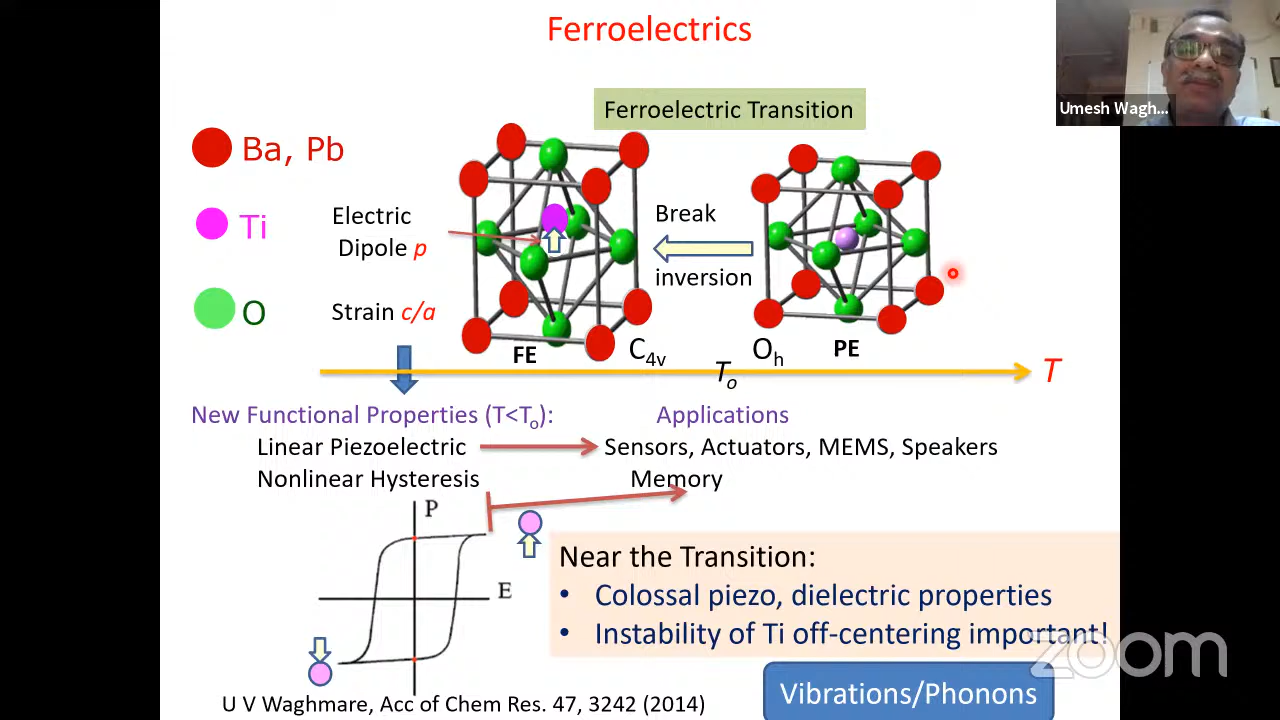 Ferroelectrics
Umesh Wagh...
Ferroelectric Transition
Ba, Pb
Ti
O
Electric
Dipole p
Strain c/a
Break
inversion
FE
C4v
Oh
PE
To
T
New Functional Properties (T<To):
Applications
Linear Piezoelectric
Sensors, Actuators, MEMS, Speakers
Nonlinear Hysteresis
Memory
P
E
Near the Transition:
• Colossal piezo, dielectric properties
• Instability of Ti off-centering important!
zoom
Vibrations/Phonons
U V Waghmare, Acc of Chem Res. 47, 3242 (2014)